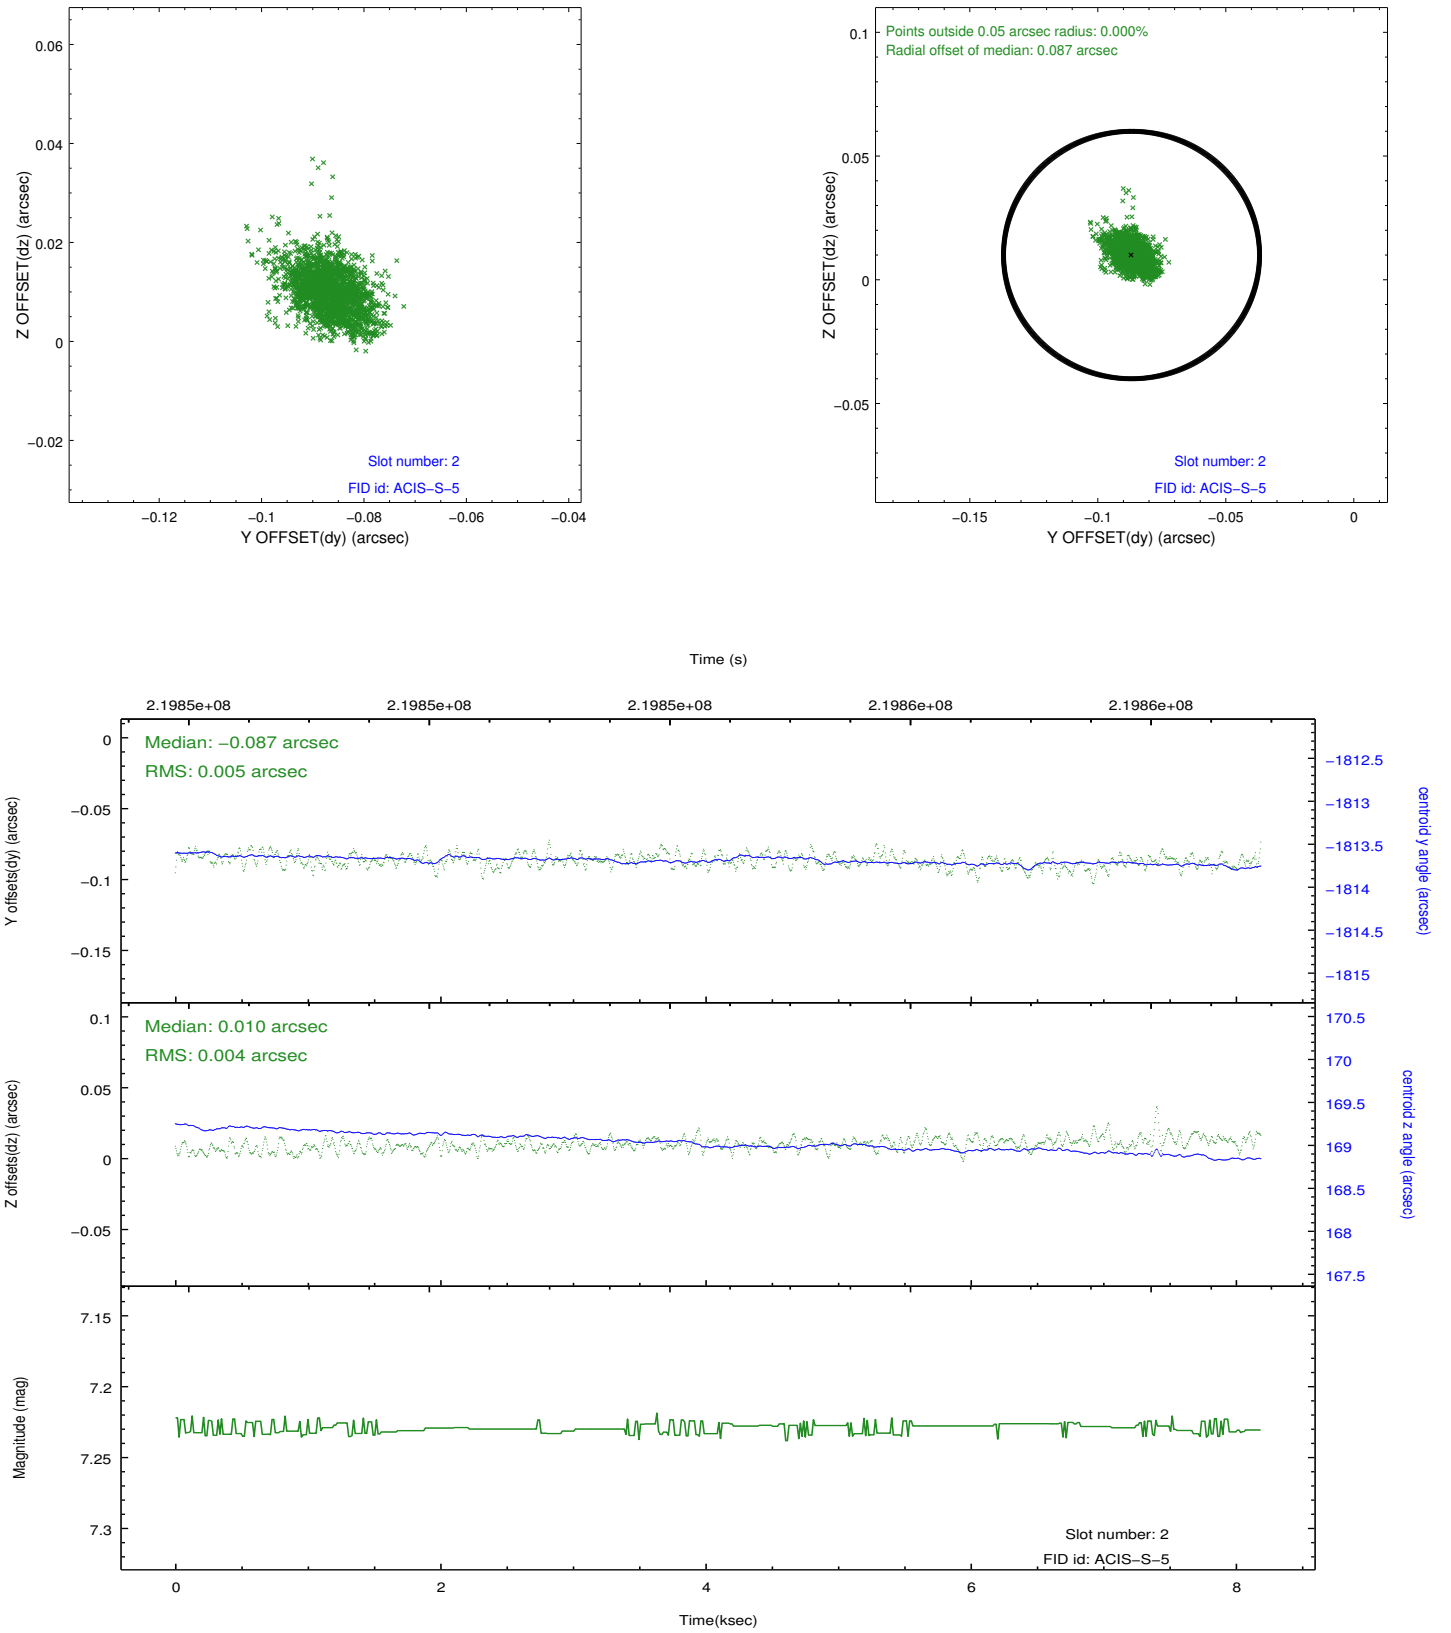 0.06
0.04
0.02
0
−0.02
Z OFFSET(dz) (arcsec)
Slot number: 2
FID id: ACIS−S−5
−0.12
−0.1
−0.08
−0.06
−0.04
Y OFFSET(dy) (arcsec)
Points outside 0.05 arcsec radius: 0.000%
Radial offset of median: 0.087 arcsec
0.1
0.05
0
−0.05
Z OFFSET(dz) (arcsec)
Slot number: 2
FID id: ACIS−S−5
−0.15
−0.1
−0.05
0
Y OFFSET(dy) (arcsec)
Time (s)
2.1985e+08
2.1985e+08
2.1985e+08
2.1986e+08
2.1986e+08
Median: −0.087 arcsec
RMS: 0.005 arcsec
0
−0.05
−0.1
−0.15
Y offsets(dy) (arcsec)
−1812.5
−1813
−1813.5
−1814
−1814.5
−1815
centroid y angle (arcsec)
Median: 0.010 arcsec
RMS: 0.004 arcsec
0.1
0.05
0
−0.05
Z offsets(dz) (arcsec)
170.5
170
169.5
169
168.5
168
167.5
centroid z angle (arcsec)
7.15
7.2
7.25
7.3
Magnitude (mag)
Slot number: 2
FID id: ACIS−S−5
0
2
4
6
8
Time(ksec)